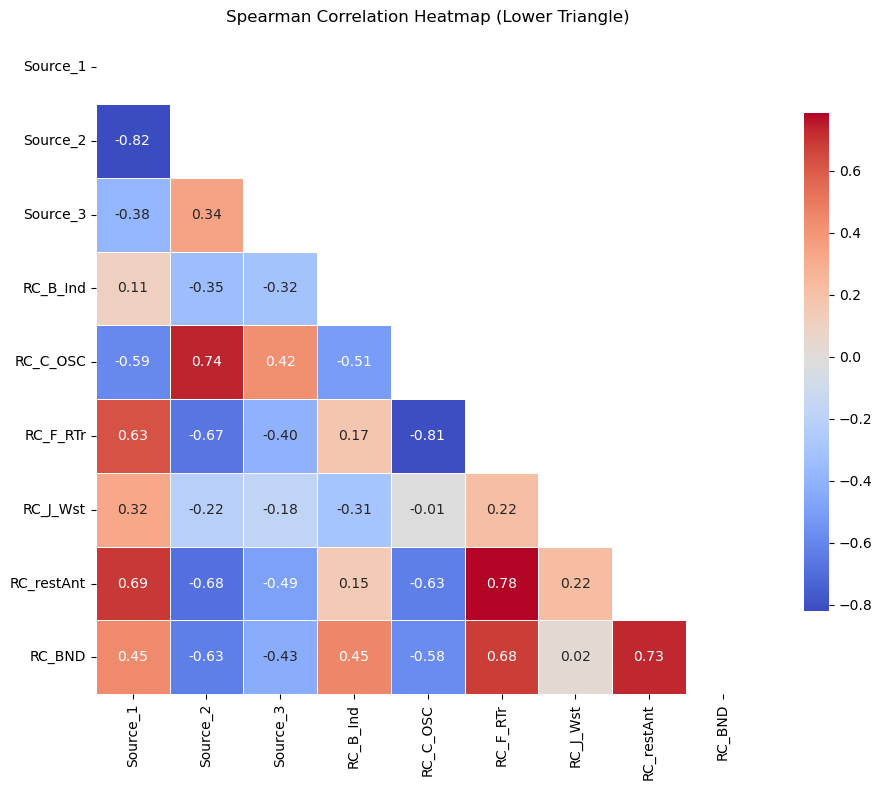 Spearman Correlation Heatmap (Lower Triangle)
Source_1
Source_2 -0.82
Source_3 -0.38 0.34
RC_B_Ind 0.11 -0.35 -0.32
RC_C_OSC -0.59 0.74 0.42 -0.51
RC_F_RTr 0.63 -0.67 -0.40 0.17 -0.81
RC_J_Wst 0.32 -0.22 -0.18 -0.31 -0.01 0.22
RC_restAnt 0.69 -0.68 -0.49 0.15 -0.63 0.78 0.22
RC_BND 0.45 -0.63 -0.43 0.45 -0.58 0.68 0.02 0.73
Source_1 Source_2 Source_3 RC_B_Ind RC_C_OSC RC_F_RTr RC_J_Wst RC_restAnt RC_BND
0.6
0.4
0.2
0.0
−0.2
−0.4
−0.6
−0.8